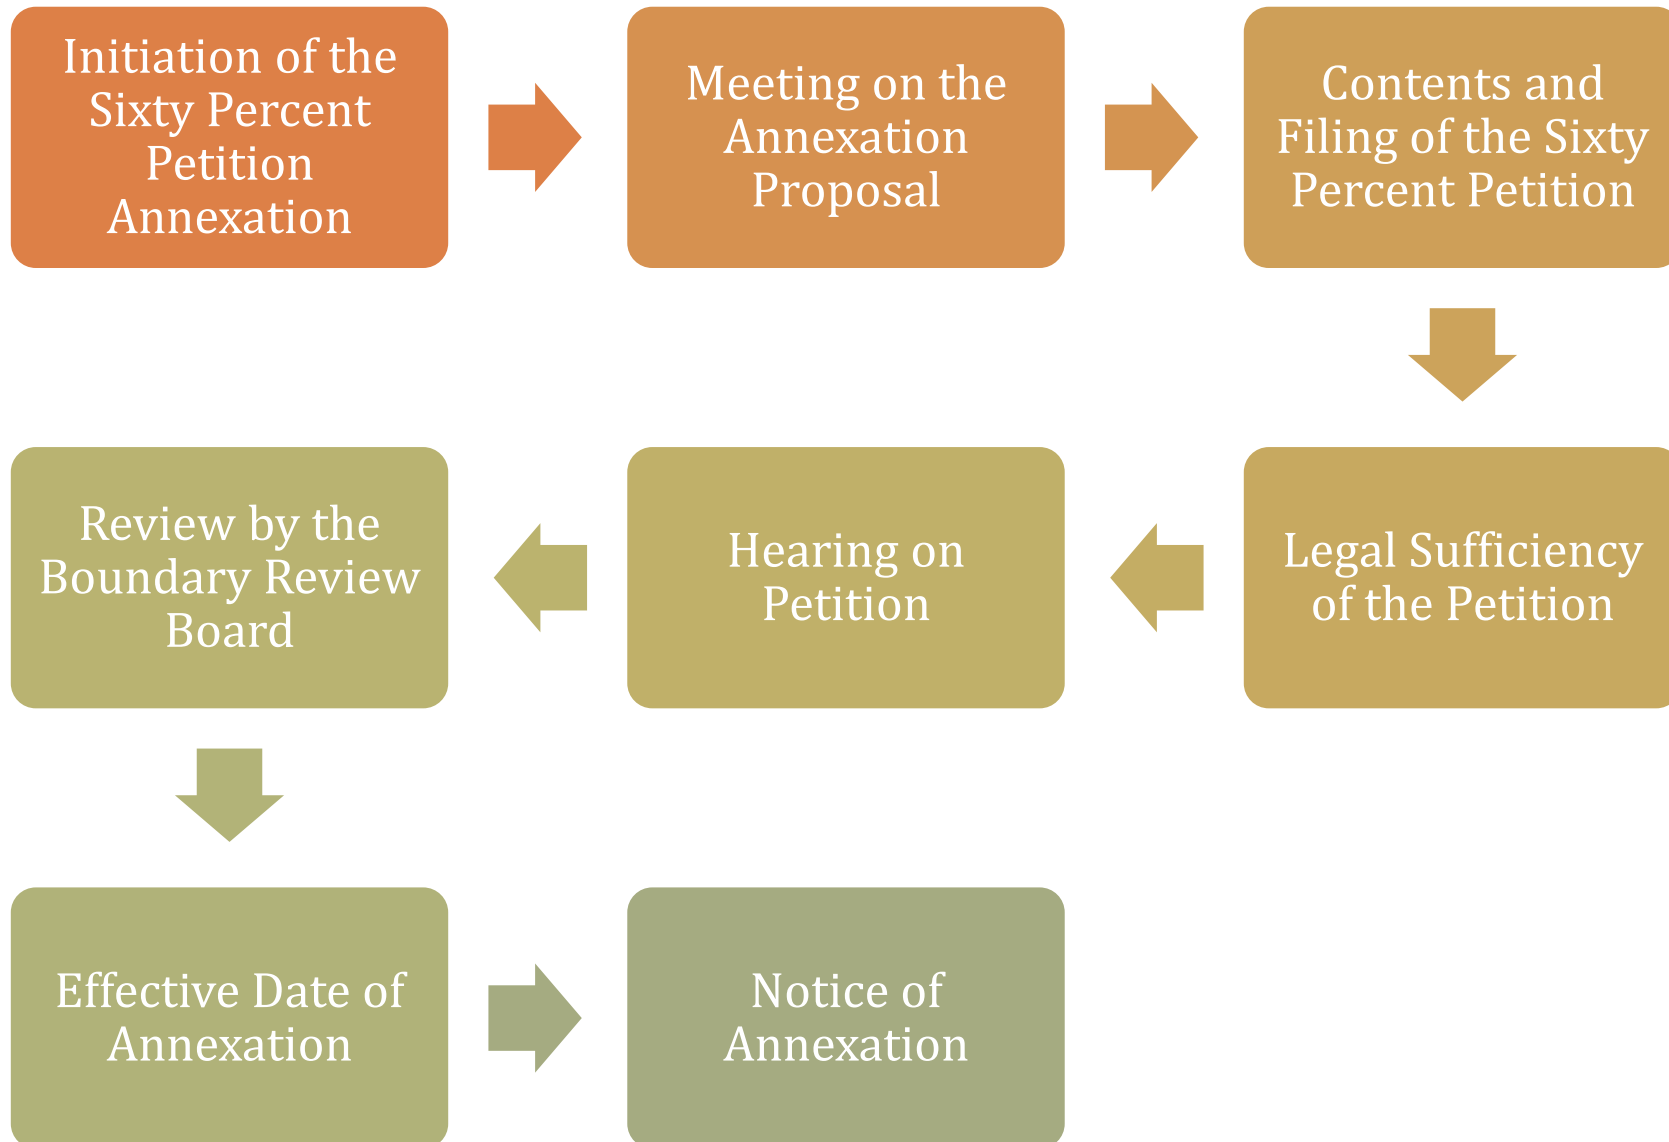 Initiation of the
Sixty Percent
Petition
Annexation
Meeting on the
Annexation
Proposal
Contents and
Filing of the Sixty
Percent Petition
Legal Sufficiency
of the Petition
Hearing on
Petition
Review by the
Boundary Review
Board
Effective Date of
Annexation
Notice of
Annexation